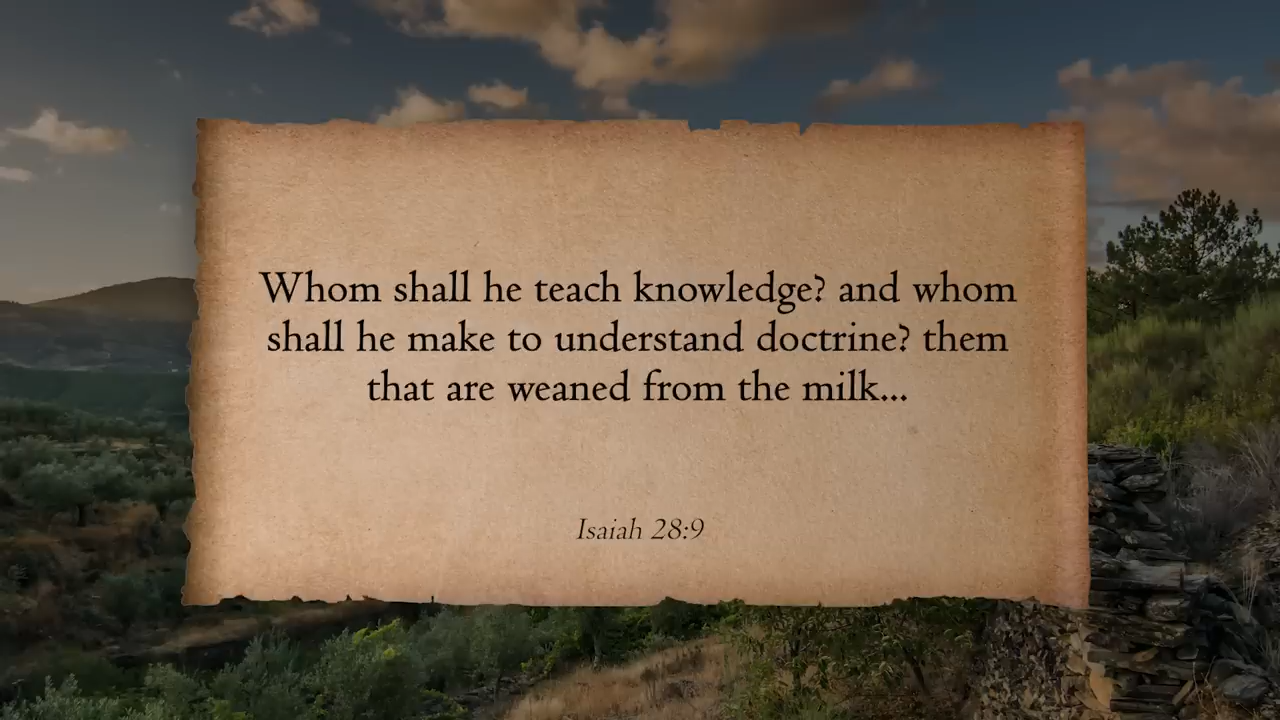 Whom shall he teach knowledge? and whom
shall he make to understand doctrine? them
that are weaned from the milk...
Isaiah 28:9